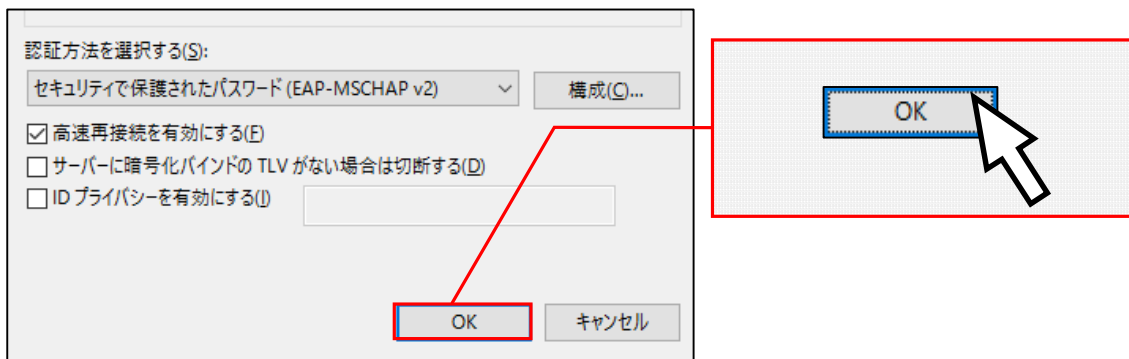 認証方法を選択する(S):
セキュリティで保護されたパスワード (EAP-MSCHAP v2)
構成(C)...
高速再接続を有効にする(F)
サーバーに暗号化バインドの TLV がない場合は切断する(D)
ID プライバシーを有効にする(I)
OK
キャンセル
OK